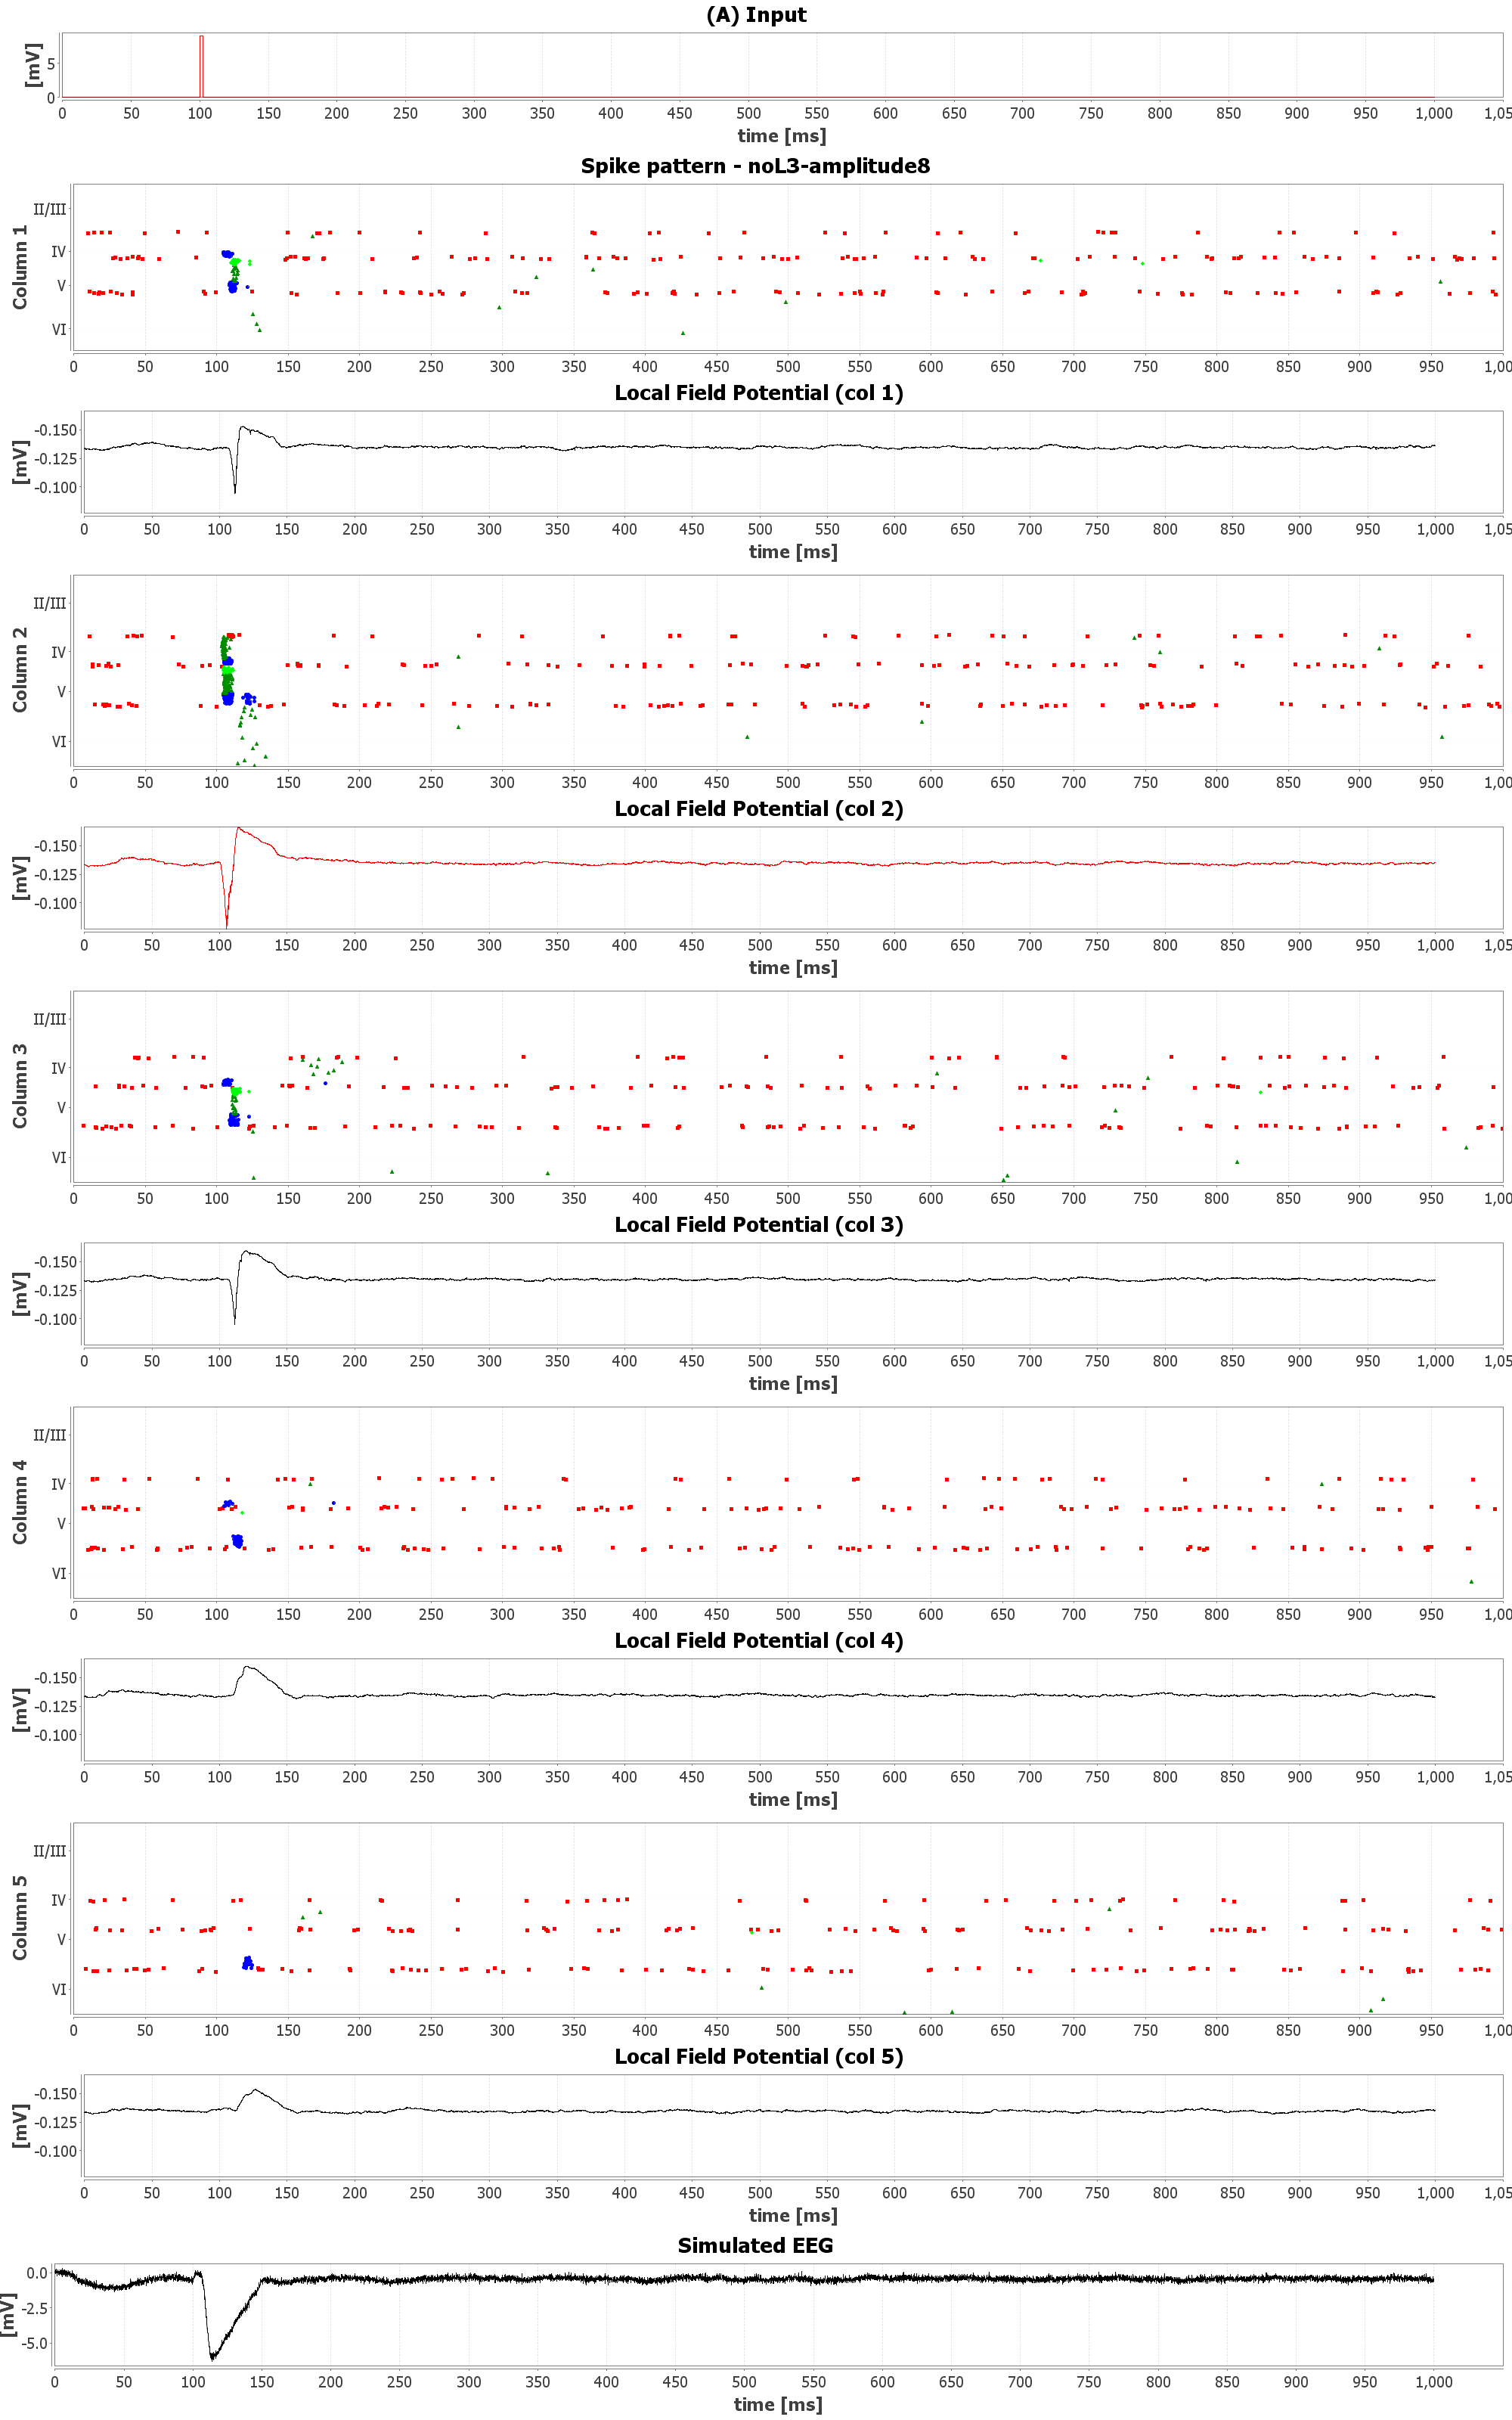 (A) Input
[mV]
5
0
0 50 100 150 200 250 300 350 400 450 500 550 600 650 700 750 800 850 900 950 1,000 1,05
time [ms]
Spike pattern - noL3-amplitude8
Column 1
II/III
IV
V
VI
0 50 100 150 200 250 300 350 400 450 500 550 600 650 700 750 800 850 900 950 1,00
Local Field Potential (col 1)
[mV]
-0.150
-0.125
-0.100
0 50 100 150 200 250 300 350 400 450 500 550 600 650 700 750 800 850 900 950 1,000 1,05
time [ms]
Column 2
II/III
IV
V
VI
0 50 100 150 200 250 300 350 400 450 500 550 600 650 700 750 800 850 900 950 1,00
Local Field Potential (col 2)
[mV]
-0.150
-0.125
-0.100
0 50 100 150 200 250 300 350 400 450 500 550 600 650 700 750 800 850 900 950 1,000 1,05
time [ms]
Column 3
II/III
IV
V
VI
0 50 100 150 200 250 300 350 400 450 500 550 600 650 700 750 800 850 900 950 1,00
Local Field Potential (col 3)
[mV]
-0.150
-0.125
-0.100
0 50 100 150 200 250 300 350 400 450 500 550 600 650 700 750 800 850 900 950 1,000 1,05
time [ms]
Column 4
II/III
IV
V
VI
0 50 100 150 200 250 300 350 400 450 500 550 600 650 700 750 800 850 900 950 1,00
Local Field Potential (col 4)
[mV]
-0.150
-0.125
-0.100
0 50 100 150 200 250 300 350 400 450 500 550 600 650 700 750 800 850 900 950 1,000 1,05
time [ms]
Column 5
II/III
IV
V
VI
0 50 100 150 200 250 300 350 400 450 500 550 600 650 700 750 800 850 900 950 1,00
Local Field Potential (col 5)
[mV]
-0.150
-0.125
-0.100
0 50 100 150 200 250 300 350 400 450 500 550 600 650 700 750 800 850 900 950 1,000 1,05
time [ms]
Simulated EEG
[mV]
0.0
-2.5
-5.0
0 50 100 150 200 250 300 350 400 450 500 550 600 650 700 750 800 850 900 950 1,000
time [ms]